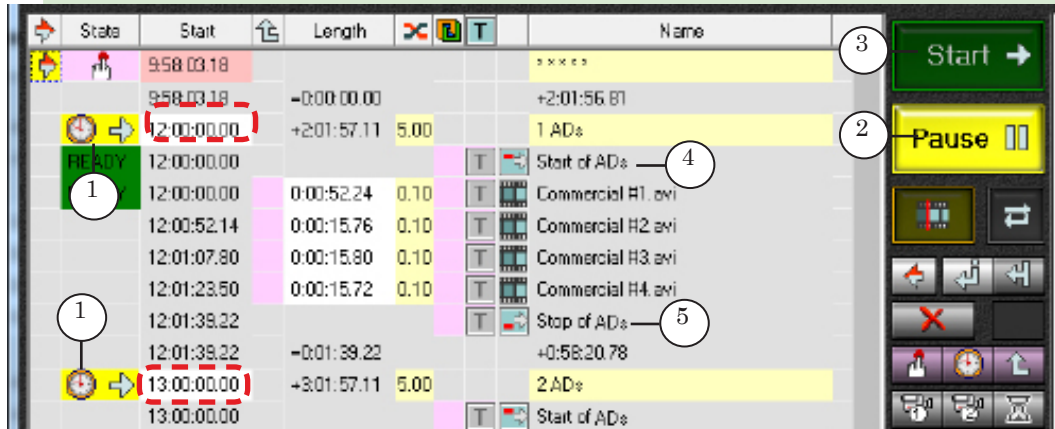 State Start Length T Name
9:58:03.18 * * * * *
9:58:03.18 =0:00:00.00 +2:01:56.81
12:00:00.00 +2:01:57.11 5.00 1 ADs
READY 12:00:00.00 T Start of ADs
12:00:00.00 0:00:52.24 0.10 T Commercial #1.avi
12:00:52.14 0:00:15.76 0.10 T Commercial #2.avi
12:01:07.80 0:00:15.80 0.10 T Commercial #3.avi
12:01:23.50 0:00:15.72 0.10 T Commercial #4.avi
12:01:39.22 T Stop of ADs
12:01:39.22 =0:01:39.22 +0:58:20.78
13:00:00.00 +3:01:57.11 5.00 2 ADs
13:00:00.00 T Start of ADs
1
1
4
5
3
Start
2
Pause